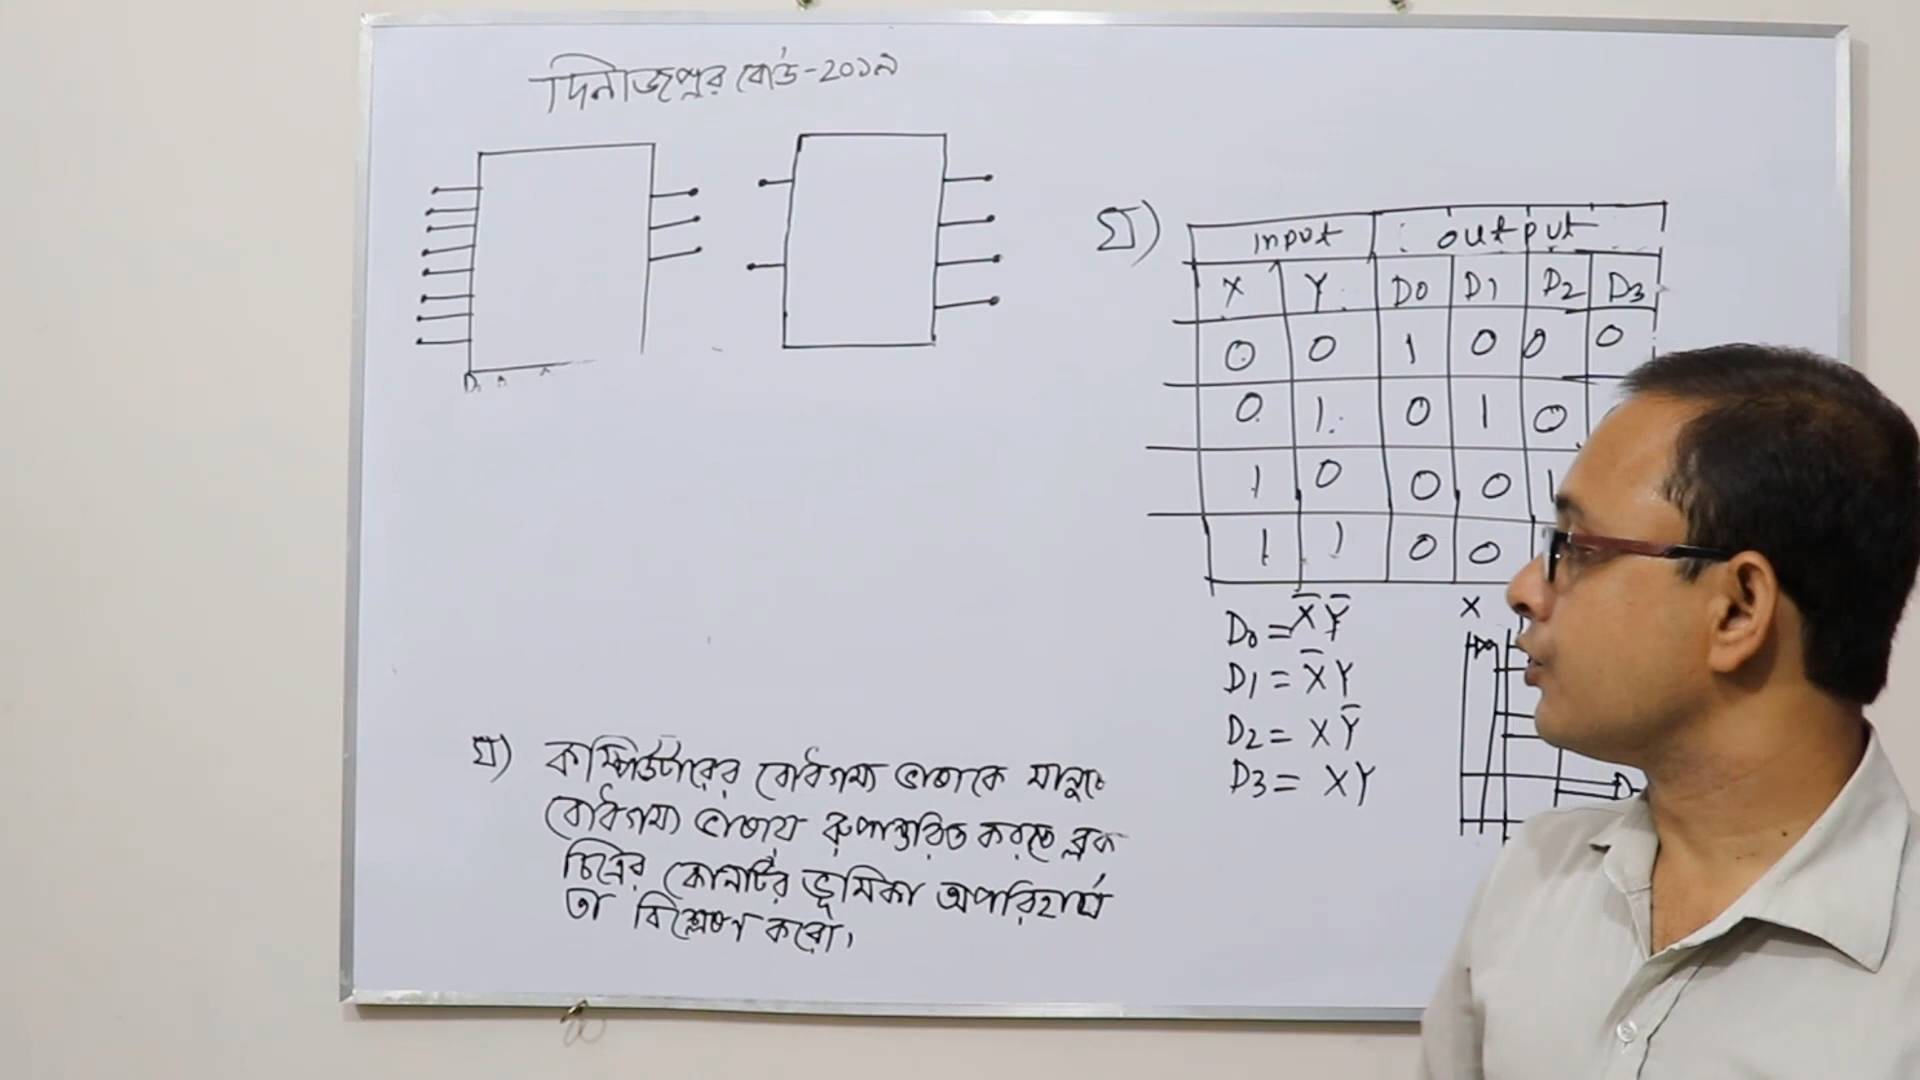 দিনাজপুর বোর্ড-২০১৯
ঘ)
input output
X Y D0 D1 D2 D3
0 0 1 0 0 0
0 1 0 1 0
1 0 0 0 1
1 1 0 0
D0 = X̅ Y̅
D1 = X̅ Y
D2 = X Y̅
D3 = X Y
X
ঘ) কম্পিউটারের বোধগম্য ভাষাকে মানুষে
বোধগম্য ভাষায় রুপান্তরিত করতে ব্লক
চিত্রের কোনটির ভূমিকা অপরিহার্য
তা বিশ্লেষণ করো।